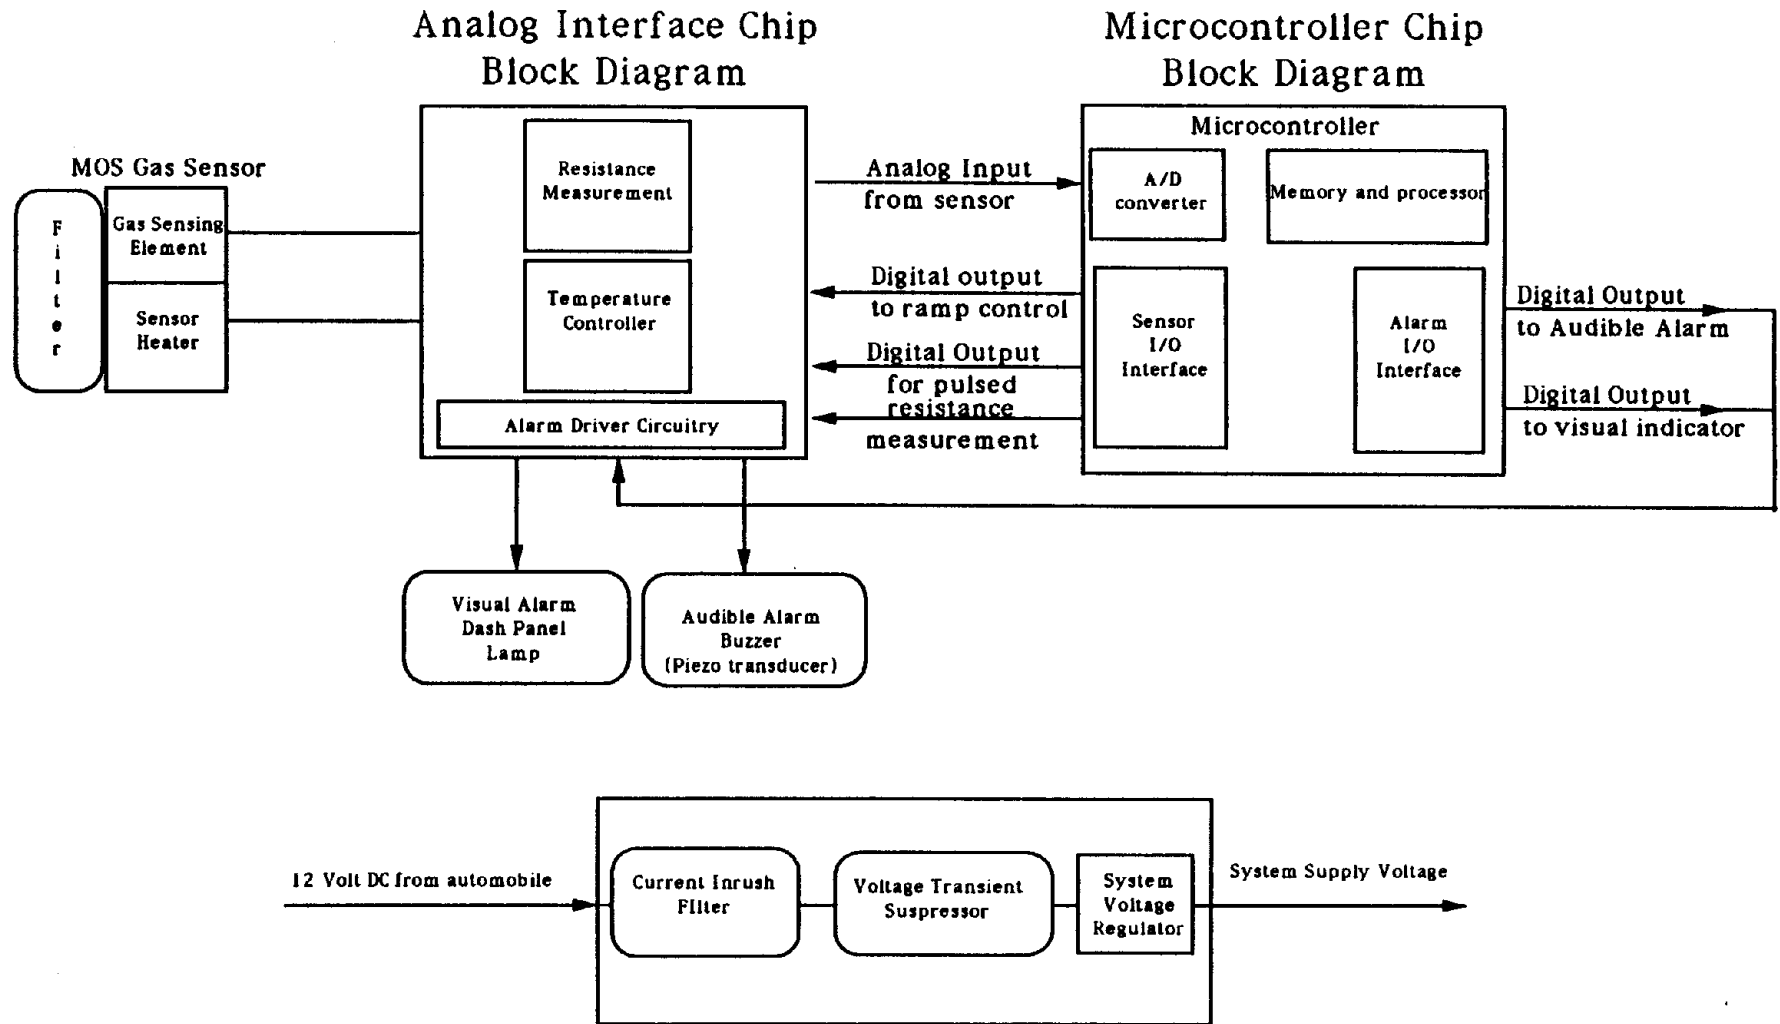 Analog Interface Chip
Block Diagram
Microcontroller Chip
Block Diagram
MOS Gas Sensor
F
i
l
t
e
r
Gas Sensing
Element
Sensor
Heater
Resistance
Measurement
Temperature
Controller
Alarm Driver Circuitry
Analog Input
from sensor
Digital output
to ramp control
Digital Output
for pulsed
resistance
measurement
Microcontroller
A/D
converter
Memory and processor
Sensor
I/O
Interface
Alarm
I/O
Interface
Digital Output
to Audible Alarm
Digital Output
to visual indicator
Visual Alarm
Dash Panel
Lamp
Audible Alarm
Buzzer
(Piezo transducer)
12 Volt DC from automobile
Current Inrush
FIlter
Voltage Transient
Suspressor
System
Voltage
Regulator
System Supply Voltage